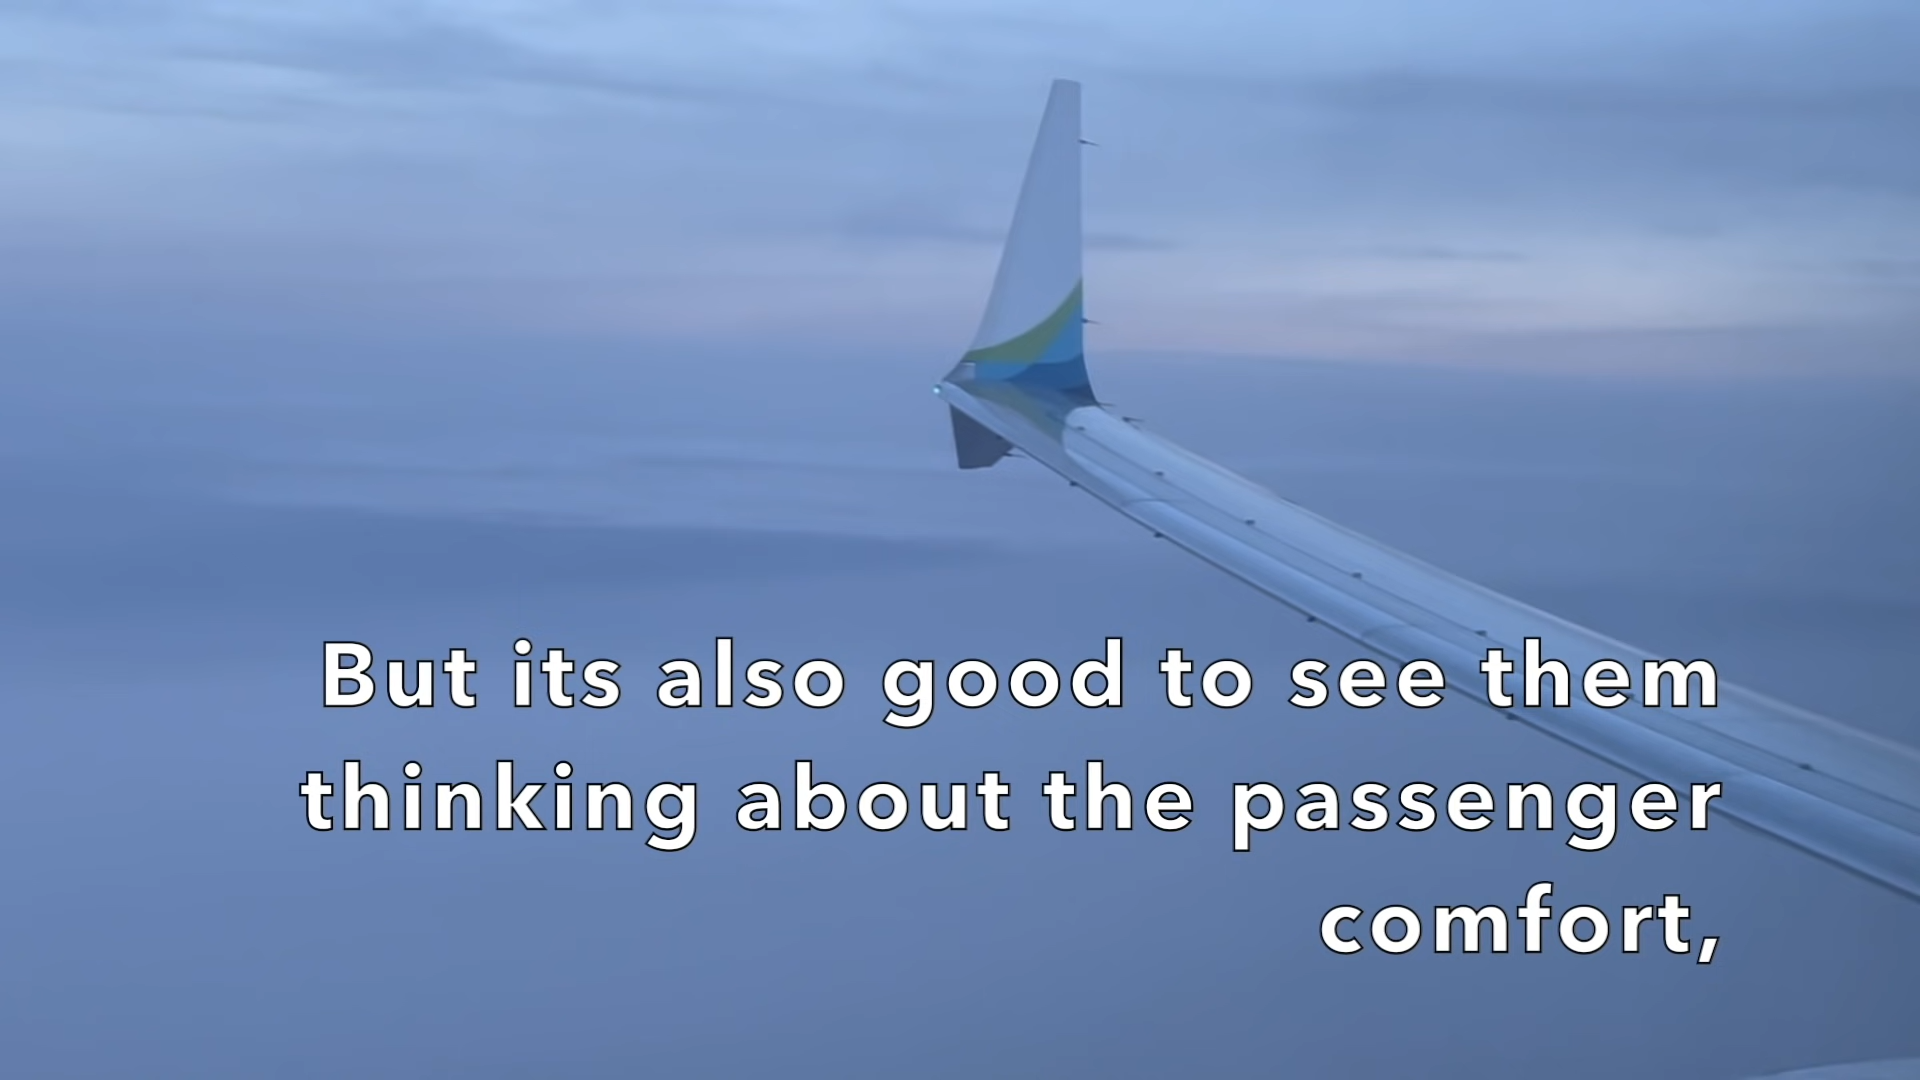 But its also good to see them
thinking about the passenger
comfort,